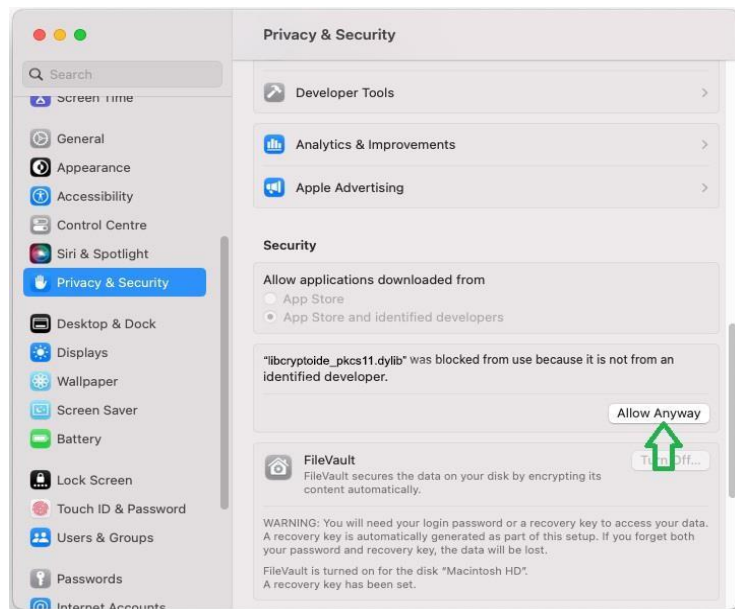 Privacy & Security
Search
Screen Time
General
Appearance
Accessibility
Control Centre
Siri & Spotlight
Privacy & Security
Desktop & Dock
Displays
Wallpaper
Screen Saver
Battery
Lock Screen
Touch ID & Password
Users & Groups
Passwords
Internet Accounts
Developer Tools
Analytics & Improvements
Apple Advertising
Security
Allow applications downloaded from
App Store
App Store and identified developers
“libcryptoide_pkcs11.dylib” was blocked from use because it is not from an
identified developer.
Allow Anyway
FileVault
Turn Off...
FileVault secures the data on your disk by encrypting its
content automatically.
WARNING: You will need your login password or a recovery key to access your data.
A recovery key is automatically generated as part of this setup. If you forget both
your password and recovery key, the data will be lost.
FileVault is turned on for the disk “Macintosh HD”.
A recovery key has been set.